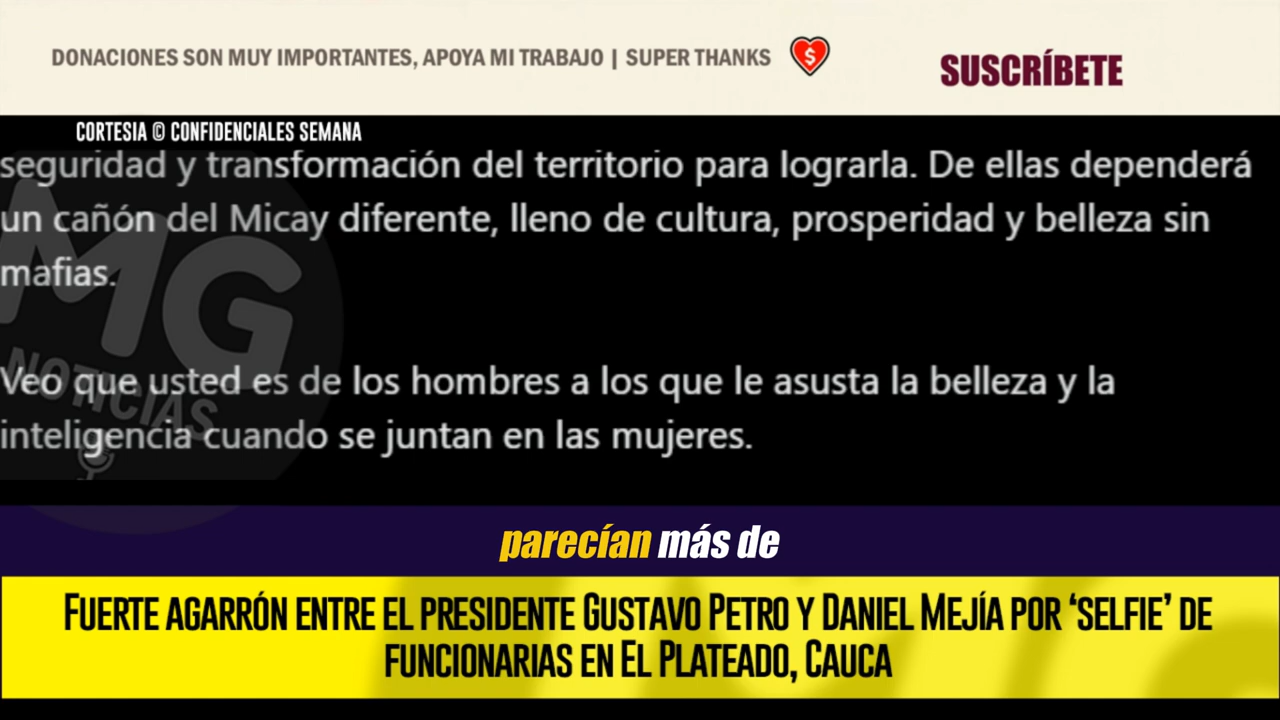 DONACIONES SON MUY IMPORTANTES, APOYA MI TRABAJO | SUPER THANKS
SUSCRÍBETE
CORTESIA © CONFIDENCIALES SEMANA
seguridad y transformación del territorio para lograrla. De ellas dependerá
un cañón del Micay diferente, lleno de cultura, prosperidad y belleza sin
mafias.
Veo que usted es de los hombres a los que le asusta la belleza y la
inteligencia cuando se juntan en las mujeres.
MG
NOTICIAS
parecían más de
FUERTE AGARRÓN ENTRE EL PRESIDENTE GUSTAVO PETRO Y DANIEL MEJÍA POR ‘SELFIE’ DE
FUNCIONARIAS EN EL PLATEADO, CAUCA